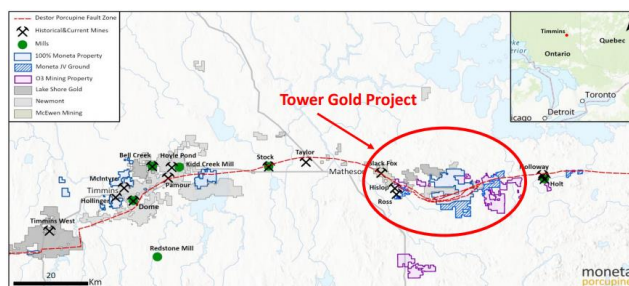 Destor Porcupine Fault Zone
Historical&Current Mines
Mills
100% Moneta Property
Moneta JV Ground
O3 Mining Property
Lake Shore Gold
Newmont
McEwen Mining
Timmins
Quebec
Ontario
Toronto
Detroit
cago
Tower Gold Project
Bell Creek
Hoyle Pond
Kidd Creek Mill
Stock
Taylor
Matheson
Black Fox
Holloway
McIntyre
Timmins
Pamour
Hislop
Holt
Hollinger
Dome
Ross
Timmins West
Redstone Mill
20
Km
moneta
porcupine